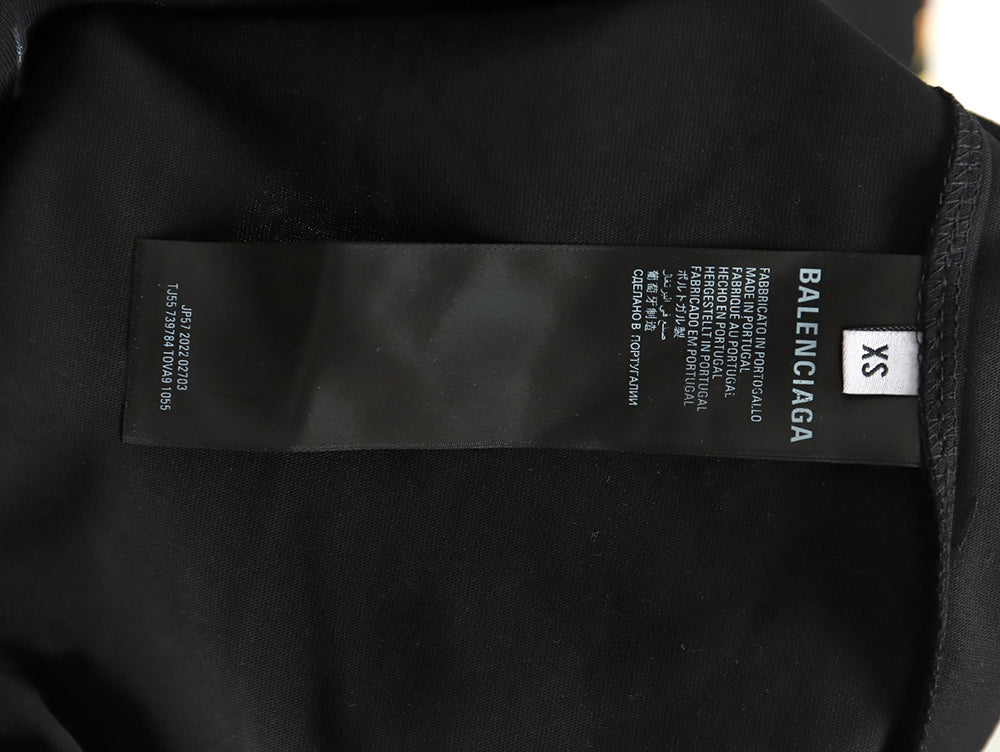 BALENCIAGA
FABBRICATO IN PORTOGALLO
MADE IN PORTUGAL
FABRIQUÉ AU PORTUGAL
HECHO EN PORTUGAL
HERGESTELLT IN PORTUGAL
FABRICADO EM PORTUGAL
ポルトガル製
صنع في البرتغال
葡萄牙制造
СДЕЛАНО В ПОРТУГАЛИИ
JP57 2022 02703
TJ55 739784 TOVA9 1055
XS